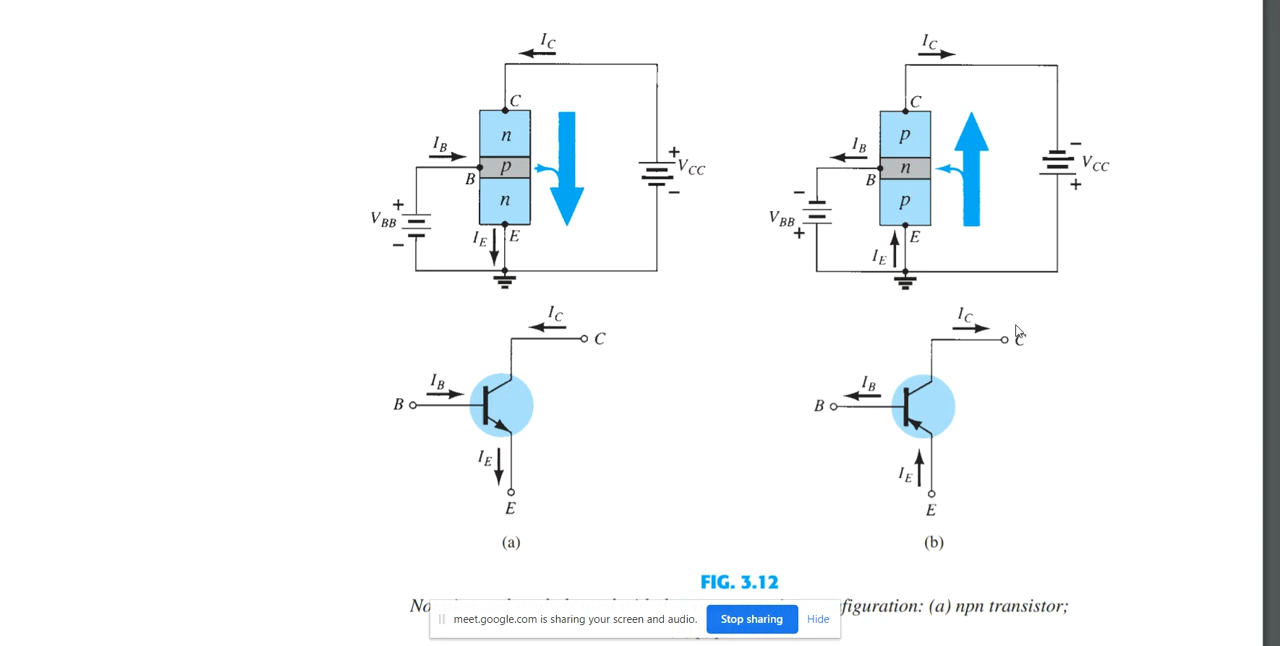 I_C
I_C
C
C
n
p
I_B
I_B
+
−
p
n
V_CC
V_CC
B
B
−
+
+
−
n
p
V_BB
V_BB
−
+
I_E
E
E
I_E
I_C
I_C
C
C
I_B
I_B
B
B
I_E
I_E
E
E
(a)
(b)
FIG. 3.12
figuration: (a) npn transistor;
meet.google.com is sharing your screen and audio.
Stop sharing
Hide